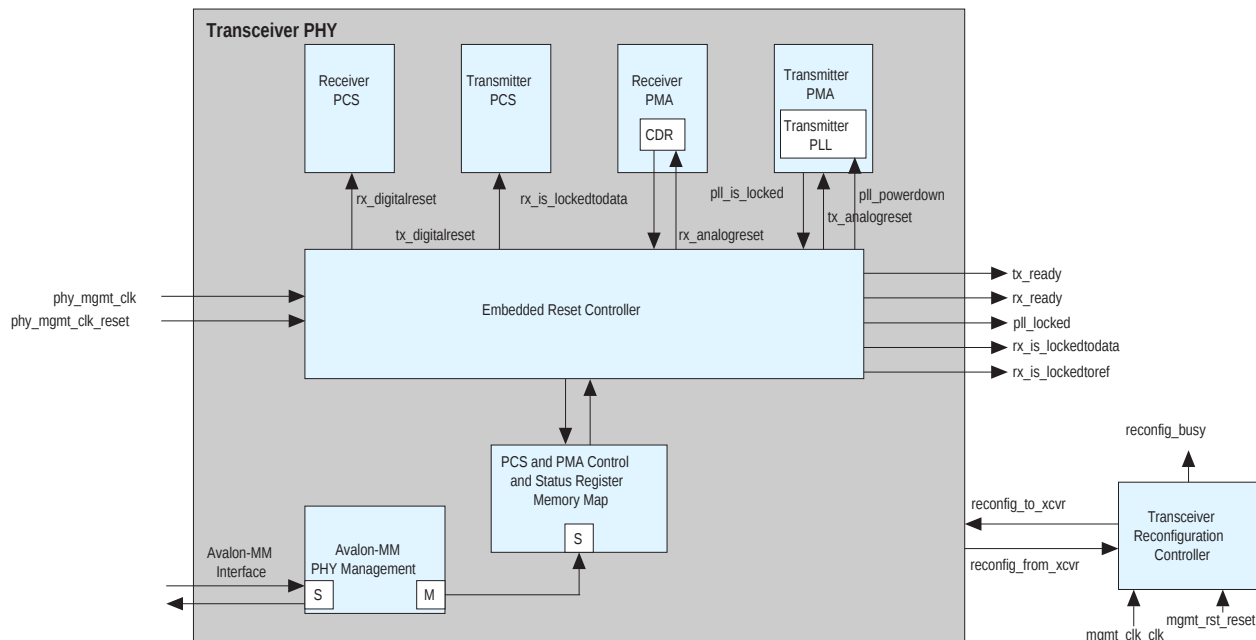 Transceiver PHY
Receiver
PCS
Transmitter
PCS
Receiver
PMA
CDR
Transmitter
PMA
Transmitter
PLL
rx_digitalreset
tx_digitalreset
rx_is_lockedtodata
rx_analogreset
pll_is_locked
pll_powerdown
tx_analogreset
phy_mgmt_clk
phy_mgmt_clk_reset
Embedded Reset Controller
tx_ready
rx_ready
pll_locked
rx_is_lockedtodata
rx_is_lockedtoref
PCS and PMA Control
and Status Register
Memory Map
S
Avalon-MM
Interface
Avalon-MM
PHY Management
S
M
reconfig_busy
reconfig_to_xcvr
reconfig_from_xcvr
Transceiver
Reconfiguration
Controller
mgmt_clk_clk
mgmt_rst_reset